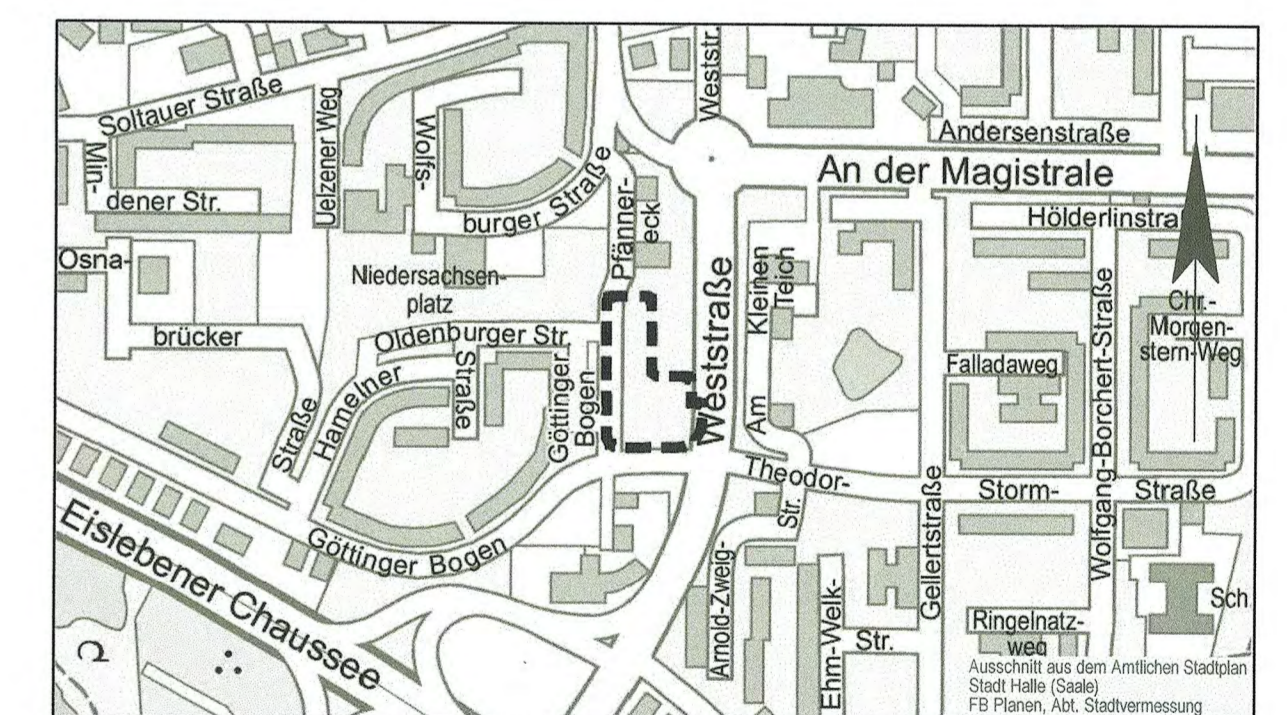 Weststr.
Soltauer Straße
Andersenstraße
Min-
dener Str.
Uelzener Weg
Wolfs-
burger Straße
An der Magistrale
Pfänner-
eck
Hölderlinstra
Osna-
brücker
Straße
Niedersachsen-
platz
Kleinen
Teich
Am
Weststraße
Chr.-
Morgen-
stern-Weg
Oldenburger Str.
Hamelner
Straße
Göttinger
Bogen
Falladaweg
Wolfgang-Borchert-Straße
Theodor-
Storm-
Straße
Str.
Gellertstraße
Eislebener Chaussee
Göttinger Bogen
Arnold-Zweig-
Ehm-Welk-
Str.
Sch
Ringelnatz-
weg
Ausschnitt aus dem Amtlichen Stadtplan
Stadt Halle (Saale)
FB Planen, Abt. Stadtvermessung